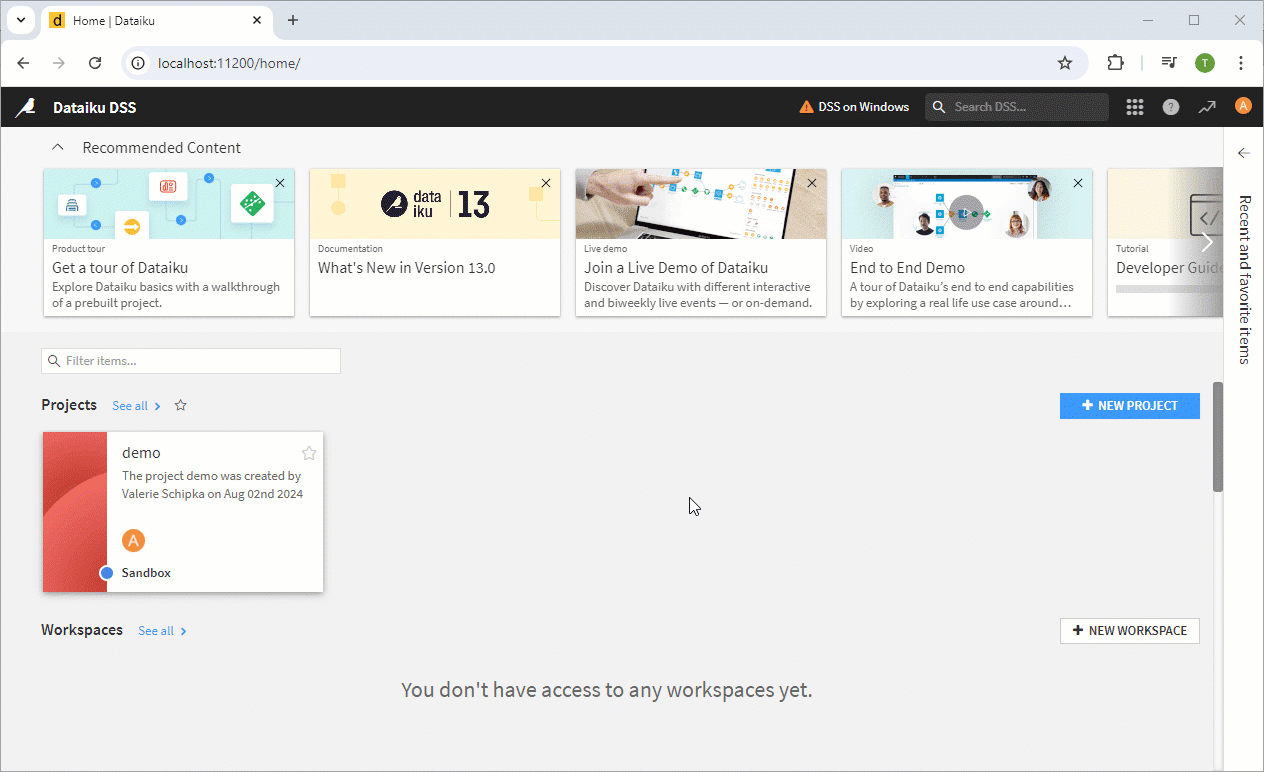 Home | Dataiku
localhost:11200/home/
T
Dataiku DSS
DSS on Windows
Search DSS...
?
A
Recommended Content
Recent and favorite items
data
iku
13
Product tour
Get a tour of Dataiku
Explore Dataiku basics with a walkthrough
of a prebuilt project.
Documentation
What's New in Version 13.0
Live demo
Join a Live Demo of Dataiku
Discover Dataiku with different interactive
and biweekly live events — or on-demand.
Video
End to End Demo
A tour of Dataiku's end to end capabilities
by exploring a real life use case around...
Tutorial
Developer Guide
Filter items...
Projects
See all
NEW PROJECT
demo
The project demo was created by
Valerie Schipka on Aug 02nd 2024
A
Sandbox
Workspaces
See all
NEW WORKSPACE
You don't have access to any workspaces yet.